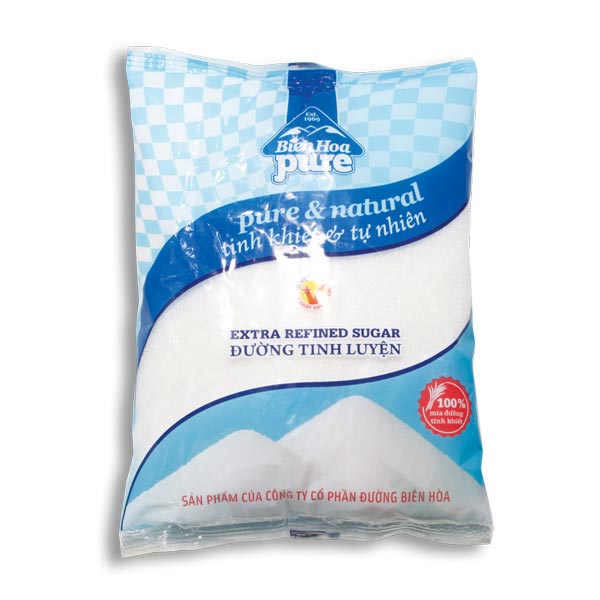 Est.
1969
Biên Hoa
pure
pure & natural
tinh khiết & tự nhiên
EXTRA REFINED SUGAR
ĐƯỜNG TINH LUYỆN
100%
mía đường
tinh khiết
SẢN PHẨM CỦA CÔNG TY CỔ PHẦN ĐƯỜNG BIÊN HÒA